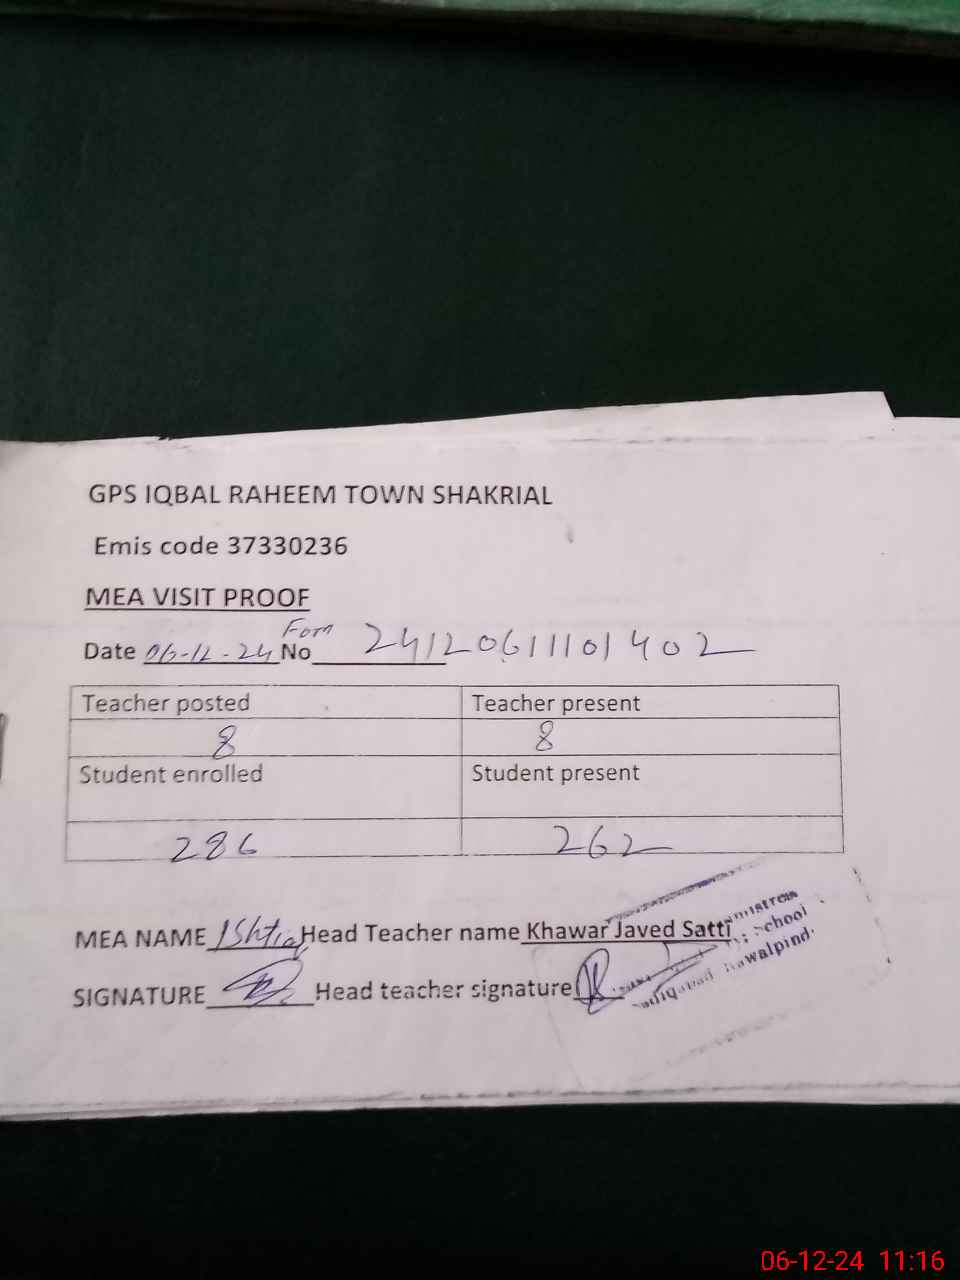 GPS IQBAL RAHEEM TOWN SHAKRIAL
Emis code 37330236
MEA VISIT PROOF
Date 06-12-24 Form No 24120611101402
Teacher posted Teacher present
8 8
Student enrolled Student present
286 262
MEA NAME Ishtiaq Head Teacher name Khawar Javed Satti
SIGNATURE Head teacher signature
School
Rawalpindi
06-12-24 11:16